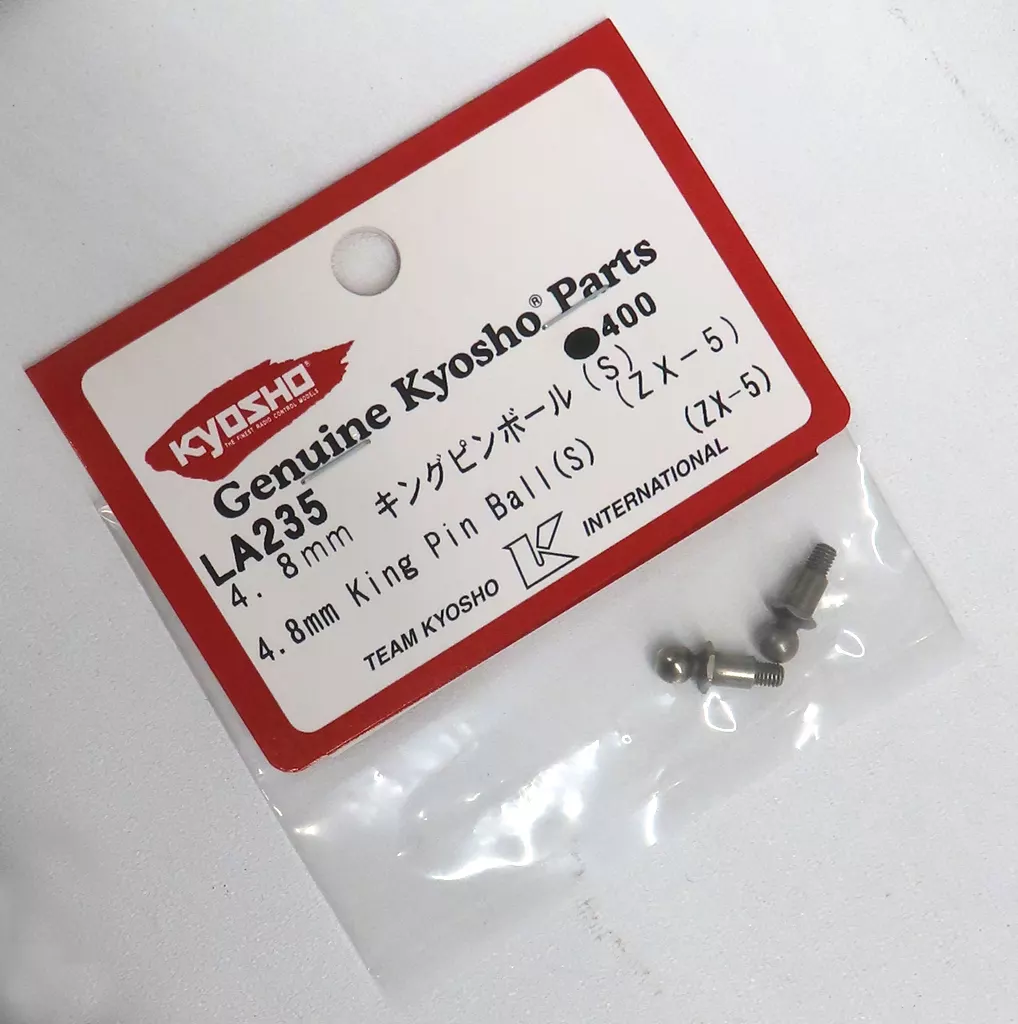 KYOSHO®
THE FINEST RADIO CONTROL MODELS
Genuine Kyosho® Parts
LA235 ●400
4.8mm キングピンボール(S)
(ZX-5)
4.8mm King Pin Ball(S) (ZX-5)
TEAM KYOSHO K INTERNATIONAL